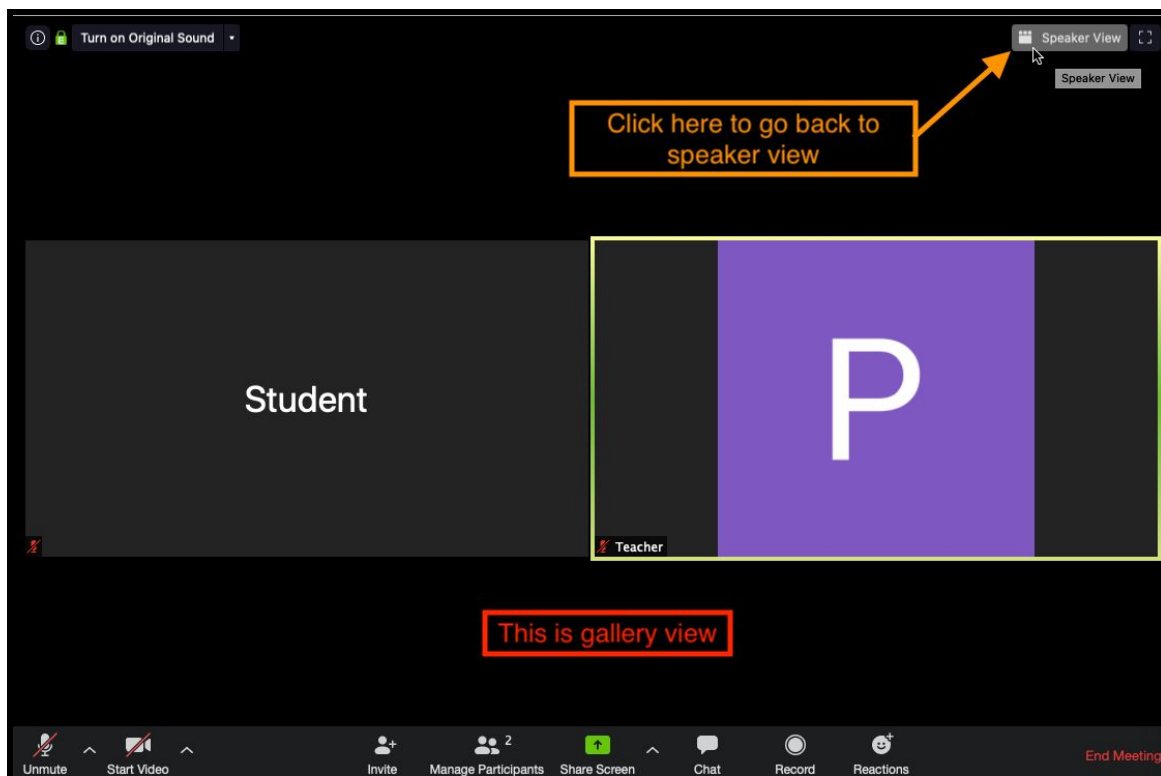 Turn on Original Sound
Speaker View
Speaker View
Click here to go back to
speaker view
Student
P
Teacher
This is gallery view
Unmute
Start Video
Invite
Manage Participants
2
Share Screen
Chat
Record
Reactions
End Meeting